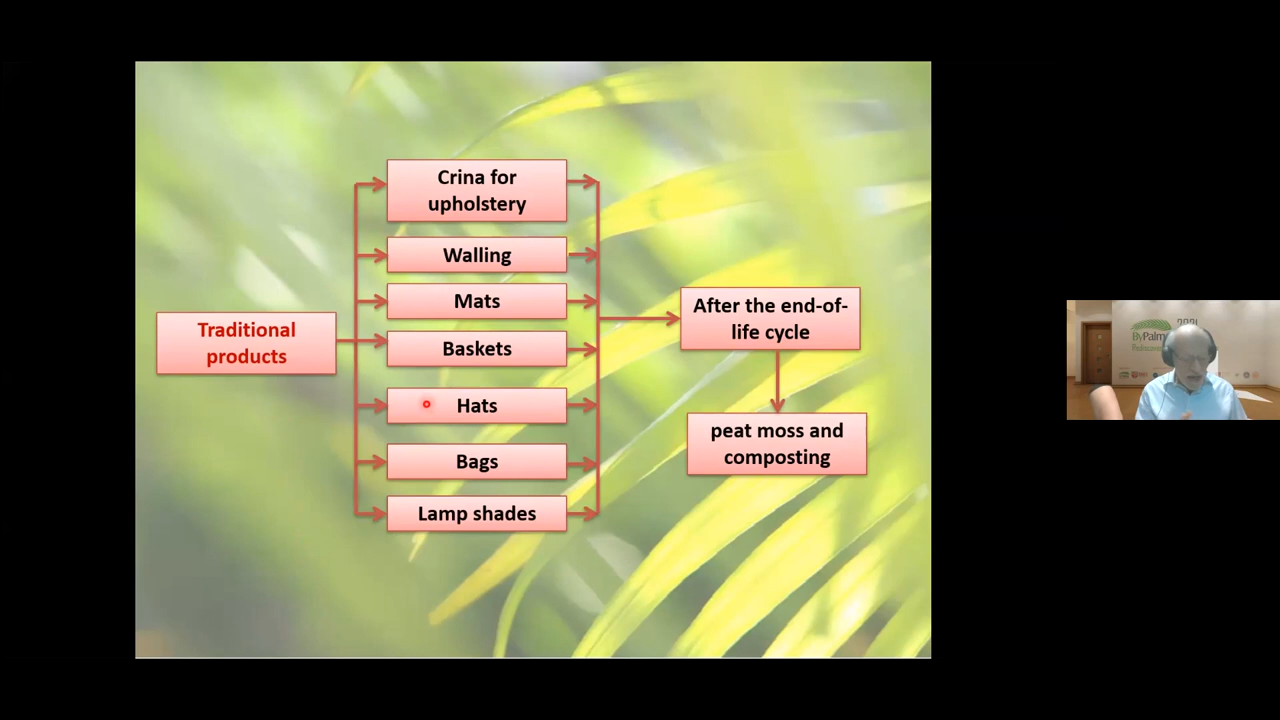 Traditional
products
Crina for
upholstery
Walling
Mats
Baskets
Hats
Bags
Lamp shades
After the end-of-
life cycle
peat moss and
composting
ByPalm